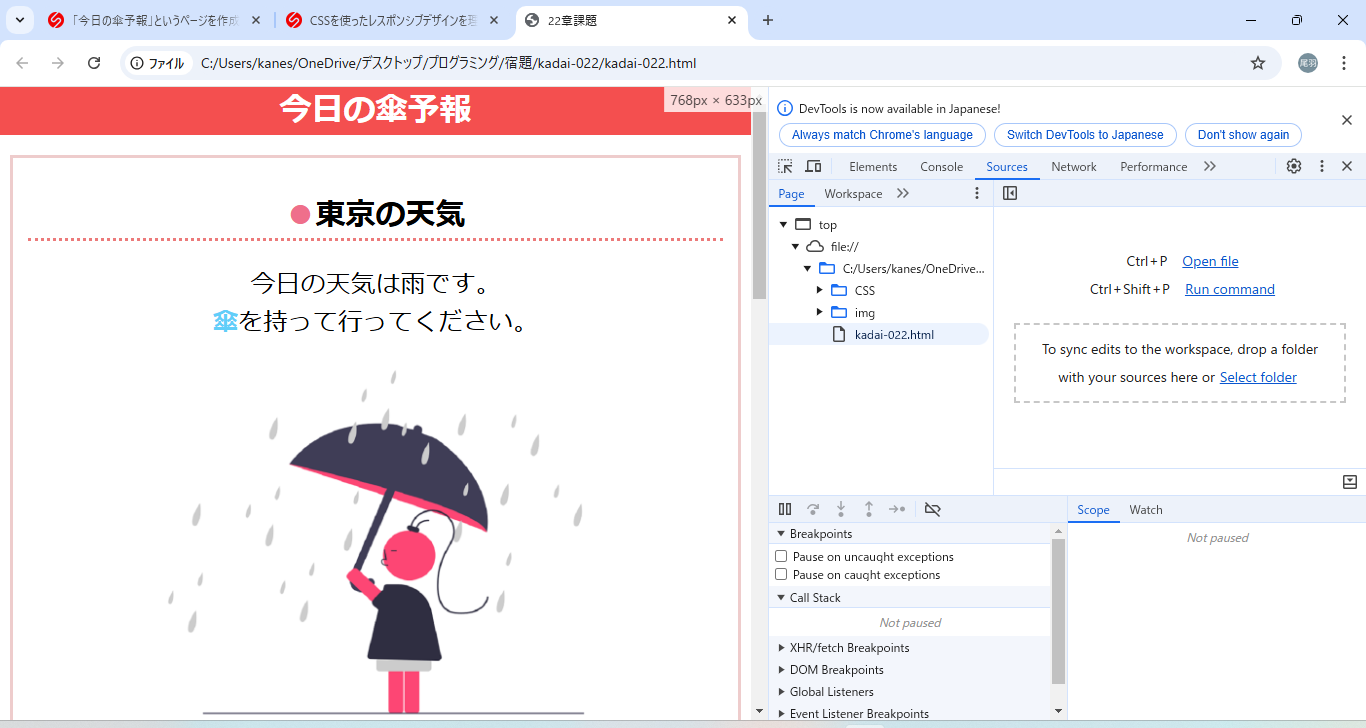 「今日の傘予報」というページを作成
CSSを使ったレスポンシブデザインを理
22章課題
ファイル
C:/Users/kanes/OneDrive/デスクトップ/プログラミング/宿題/kadai-022/kadai-022.html
尾羽
今日の傘予報
768px × 633px
東京の天気
今日の天気は雨です。
傘を持って行ってください。
DevTools is now available in Japanese!
Always match Chrome's language
Switch DevTools to Japanese
Don't show again
Elements
Console
Sources
Network
Performance
Page
Workspace
top
file://
C:/Users/kanes/OneDrive...
CSS
img
kadai-022.html
Ctrl+P Open file
Ctrl+Shift+P Run command
To sync edits to the workspace, drop a folder
with your sources here or Select folder
Breakpoints
Pause on uncaught exceptions
Pause on caught exceptions
Call Stack
Not paused
XHR/fetch Breakpoints
DOM Breakpoints
Global Listeners
Event Listener Breakpoints
Scope
Watch
Not paused